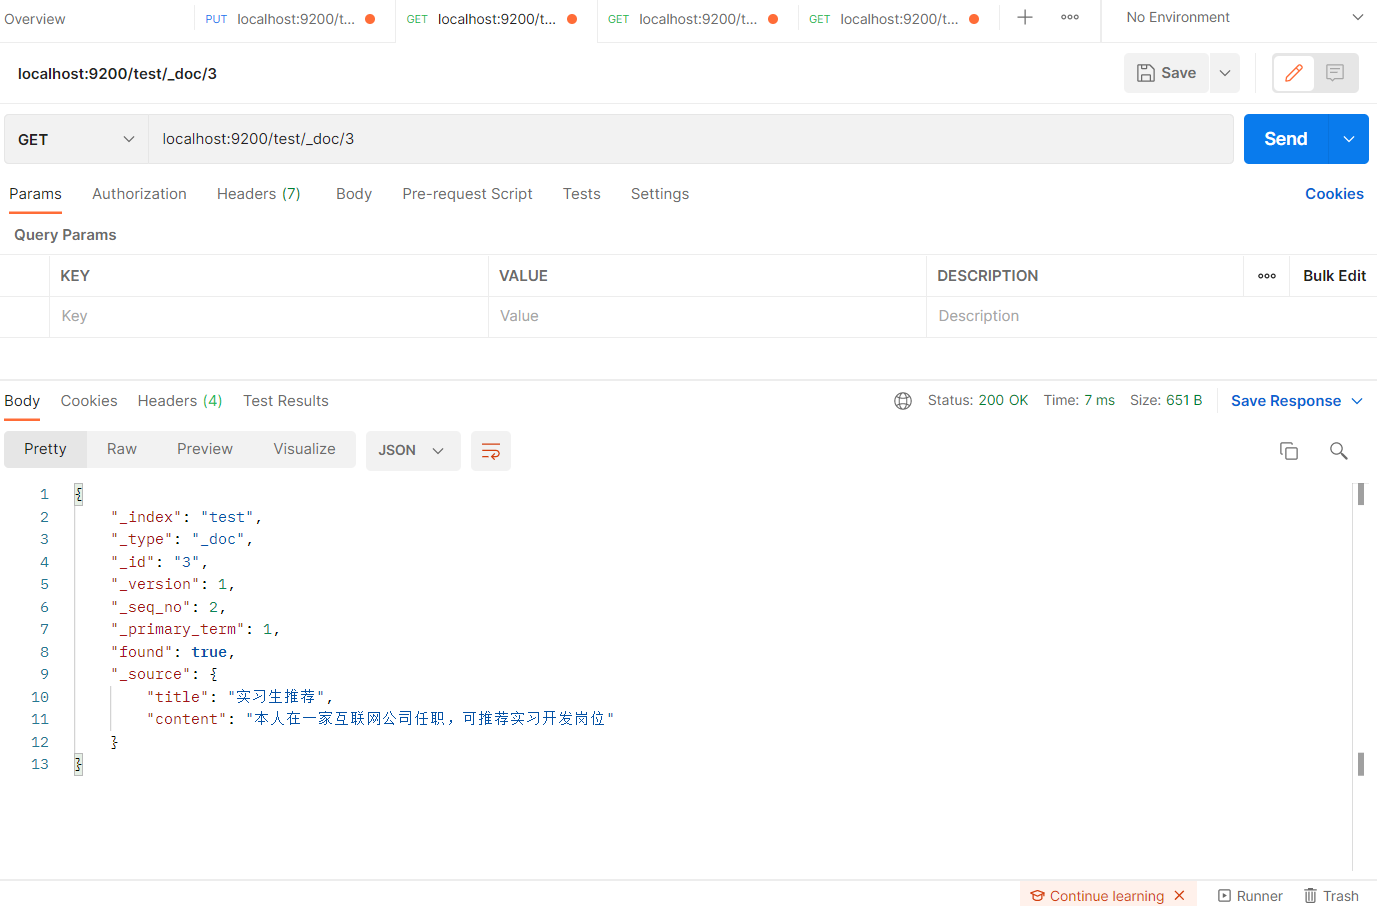 Overview
PUT localhost:9200/t...
GET localhost:9200/t...
GET localhost:9200/t...
GET localhost:9200/t...
No Environment
localhost:9200/test/_doc/3
Save
GET
localhost:9200/test/_doc/3
Send
Params Authorization Headers (7) Body Pre-request Script Tests Settings Cookies
Query Params
KEY VALUE DESCRIPTION Bulk Edit
Key Value Description
Body Cookies Headers (4) Test Results Status: 200 OK Time: 7 ms Size: 651 B Save Response
Pretty Raw Preview Visualize JSON
1 {
2 "_index": "test",
3 "_type": "_doc",
4 "_id": "3",
5 "_version": 1,
6 "_seq_no": 2,
7 "_primary_term": 1,
8 "found": true,
9 "_source": {
10 "title": "实习生推荐",
11 "content": "本人在一家互联网公司任职，可推荐实习开发岗位"
12 }
13 }
Continue learning Runner Trash